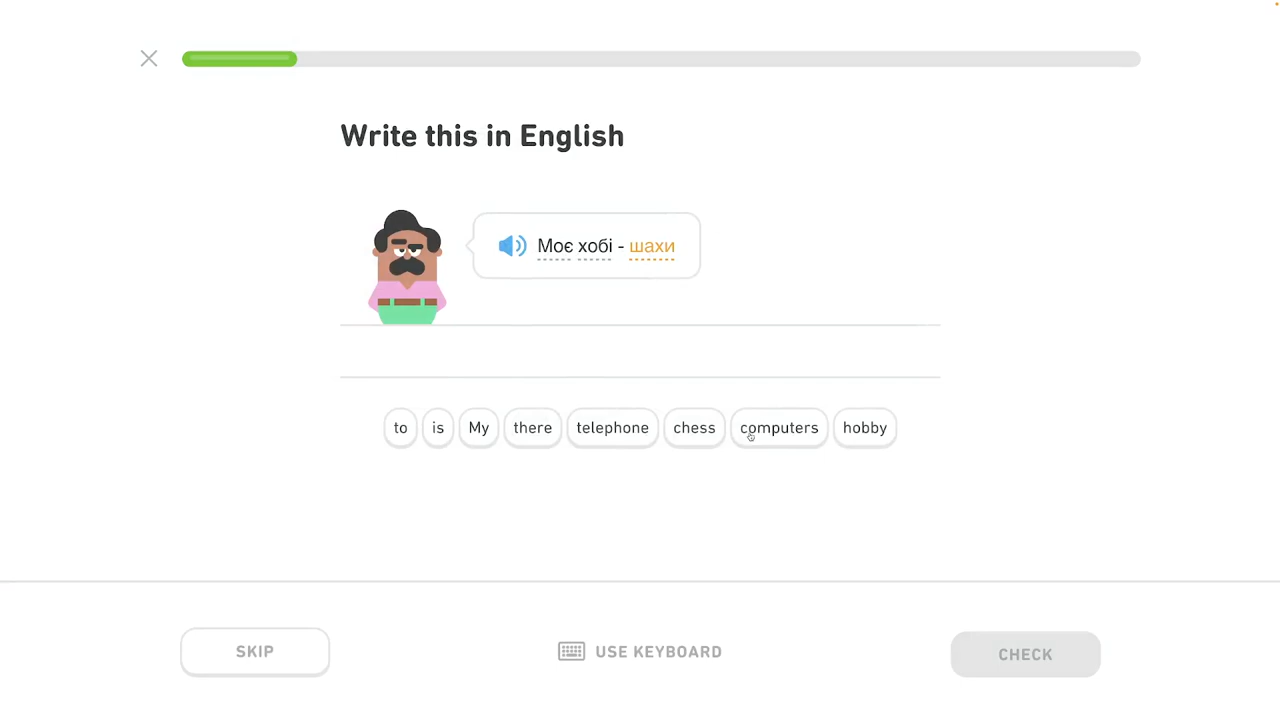 Write this in English
Моє хобі - шахи
to is My there telephone chess computers hobby
SKIP USE KEYBOARD CHECK